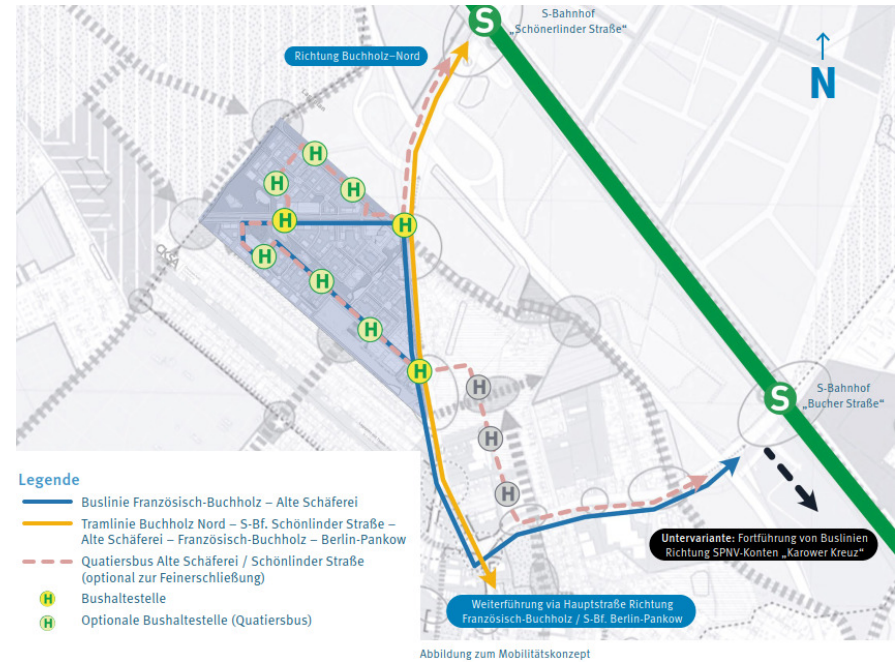 S-Bahnhof
„Schönerlinder Straße“
S
Richtung Buchholz–Nord
N
H
H
H
H
H
H
H
H
H
H
H
H
S
S-Bahnhof
„Bucher Straße“
Untervariante: Fortführung von Buslinien
Richtung SPNV-Konten „Karower Kreuz“
Weiterführung via Hauptstraße Richtung
Französisch-Buchholz / S-Bf. Berlin-Pankow
Legende
Buslinie Französisch-Buchholz – Alte Schäferei
Tramlinie Buchholz Nord – S-Bf. Schönlinder Straße –
Alte Schäferei – Französisch-Buchholz – Berlin-Pankow
Quatiersbus Alte Schäferei / Schönlinder Straße
(optional zur Feinerschließung)
H
Bushaltestelle
H
Optionale Bushaltestelle (Quatiersbus)
Abbildung zum Mobilitätskonzept